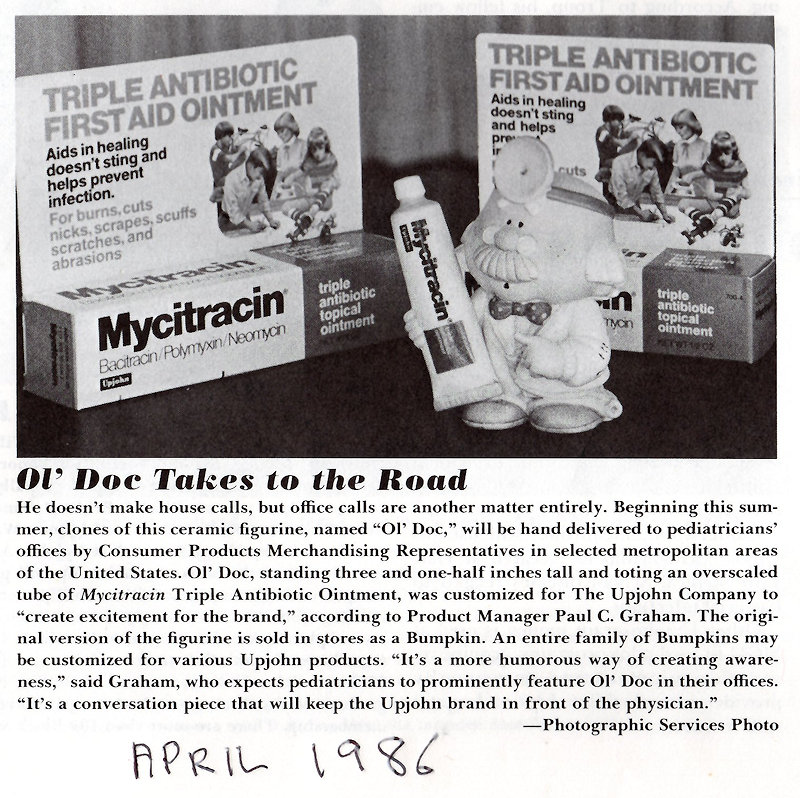 TRIPLE ANTIBIOTIC
FIRST AID OINTMENT
Aids in healing
doesn't sting and
helps prevent
infection.
For burns, cuts
nicks, scrapes, scuffs
scratches, and
abrasions
Mycitracin
Bacitracin/Polymyxin/Neomycin
Upjohn
triple
antibiotic
topical
ointment
Mycitracin
Upjohn
TRIPLE ANTIBIOTIC
FIRST AID OINTMENT
Aids in healing
doesn't sting
and helps
cuts
triple
antibiotic
topical
ointment
Ol' Doc Takes to the Road
He doesn't make house calls, but office calls are another matter entirely. Beginning this sum-
mer, clones of this ceramic figurine, named “Ol' Doc,” will be hand delivered to pediatricians'
offices by Consumer Products Merchandising Representatives in selected metropolitan areas
of the United States. Ol' Doc, standing three and one-half inches tall and toting an overscaled
tube of Mycitracin Triple Antibiotic Ointment, was customized for The Upjohn Company to
“create excitement for the brand,” according to Product Manager Paul C. Graham. The origi-
nal version of the figurine is sold in stores as a Bumpkin. An entire family of Bumpkins may
be customized for various Upjohn products. “It's a more humorous way of creating aware-
ness,” said Graham, who expects pediatricians to prominently feature Ol' Doc in their offices.
“It's a conversation piece that will keep the Upjohn brand in front of the physician.”
—Photographic Services Photo
APRIL 1986